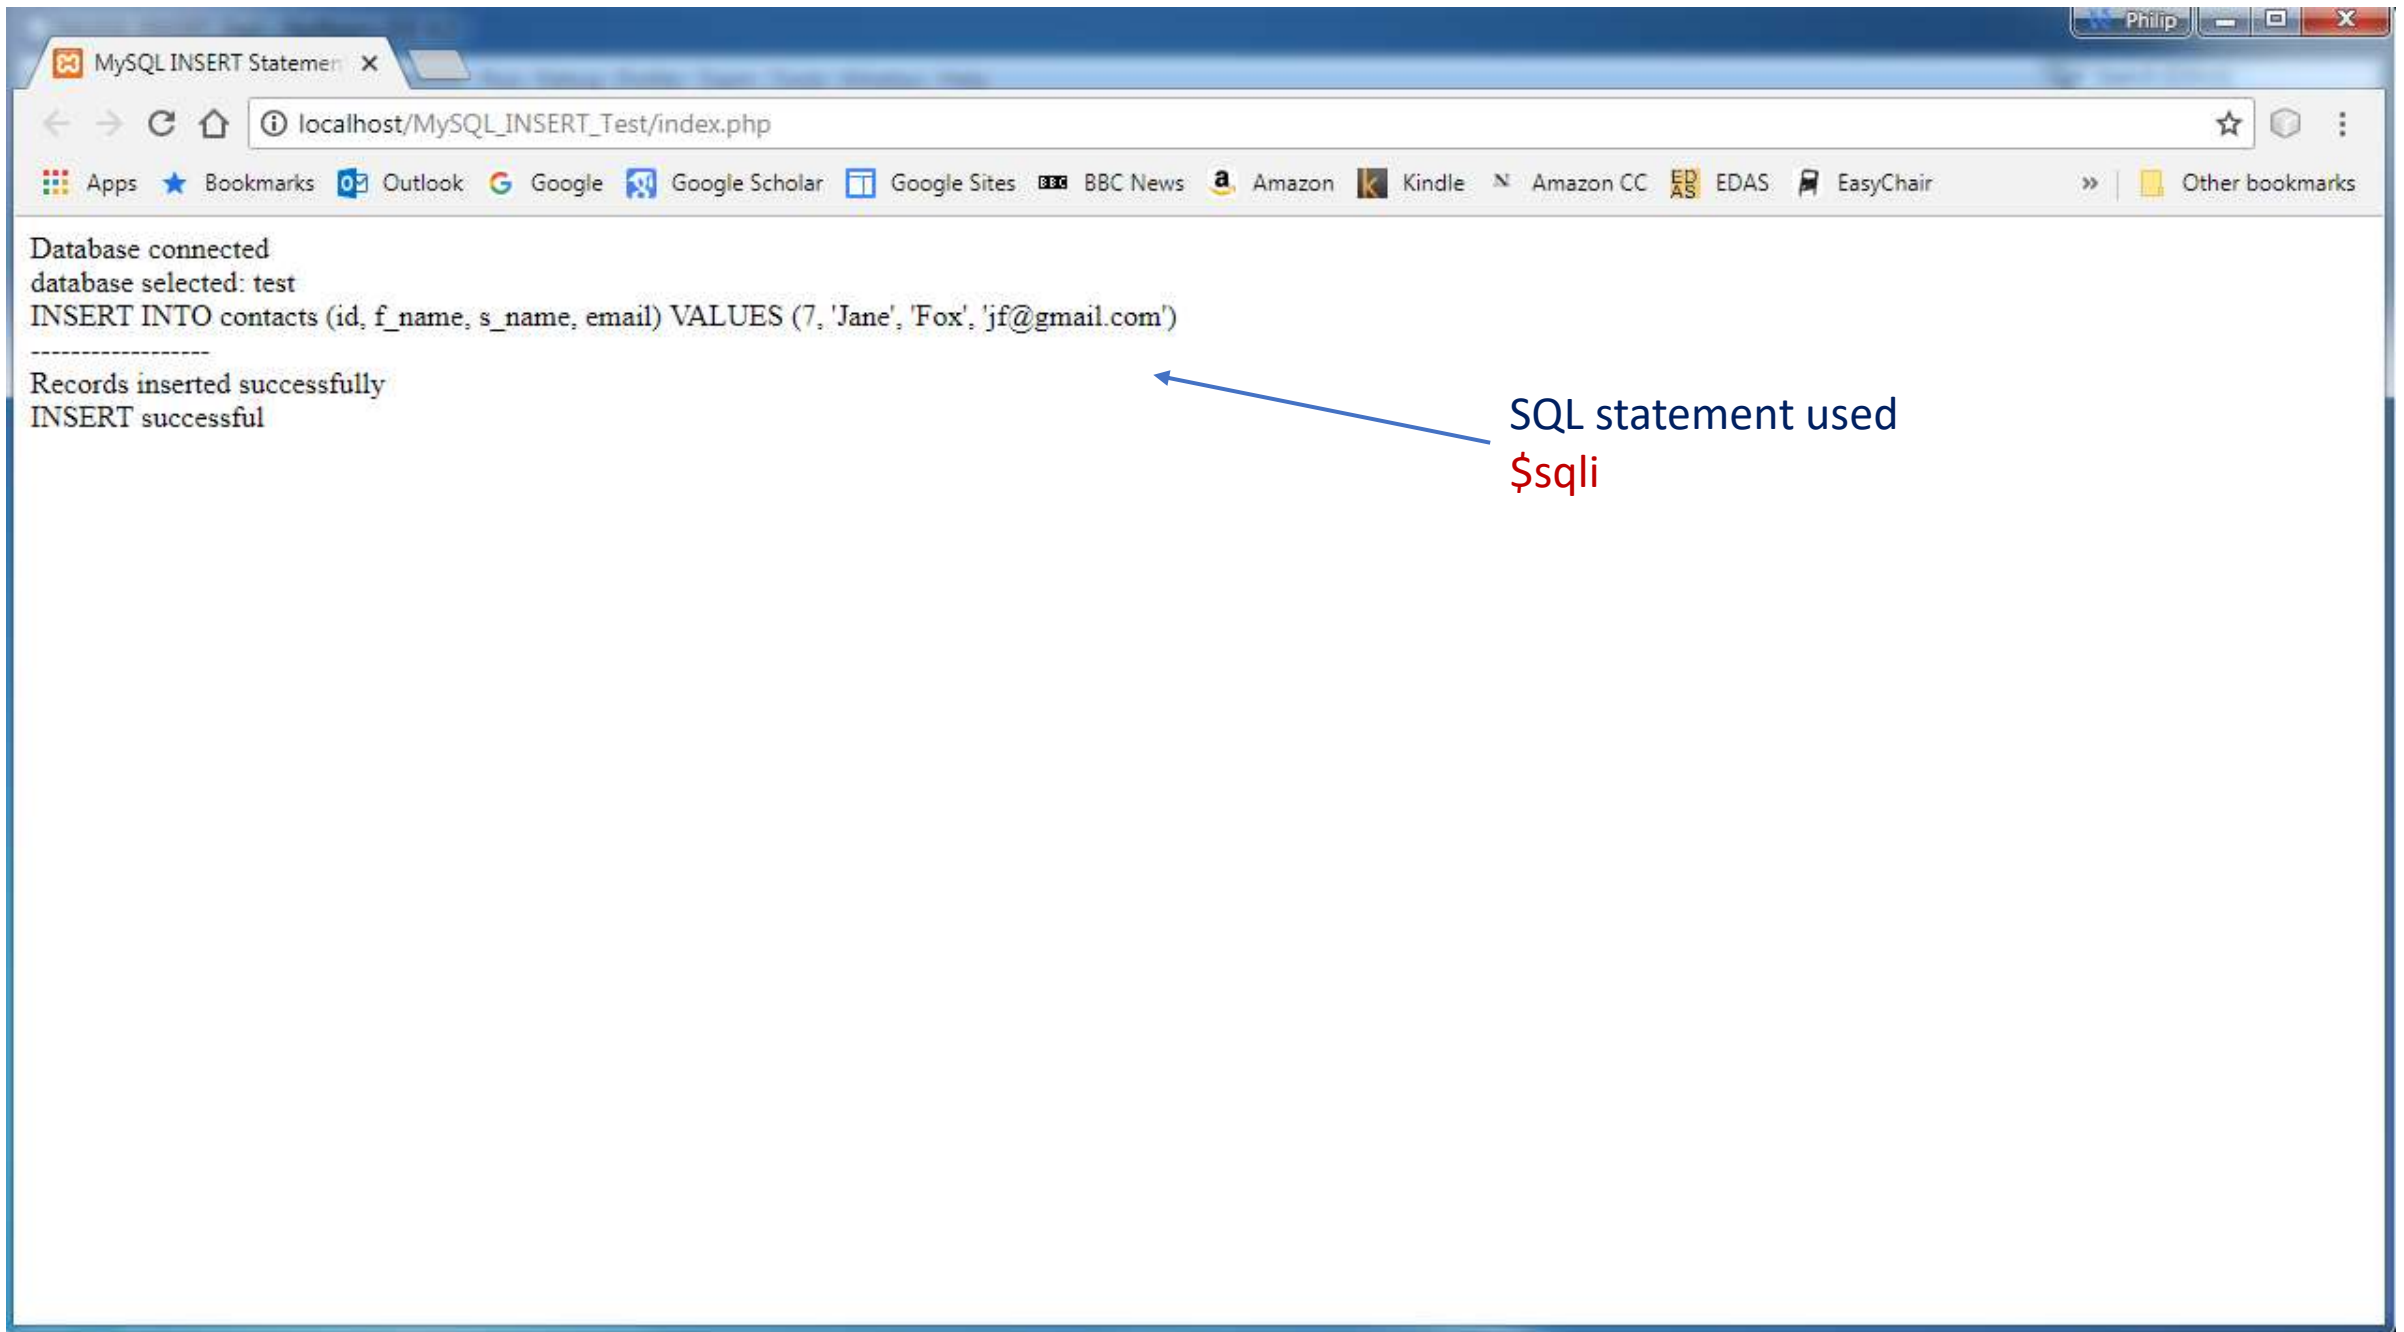 Philip
MySQL INSERT Statemen
localhost/MySQL_INSERT_Test/index.php
Apps Bookmarks Outlook Google Google Scholar Google Sites BBC News Amazon Kindle Amazon CC EDAS EasyChair » Other bookmarks
Database connected
database selected: test
INSERT INTO contacts (id, f_name, s_name, email) VALUES (7, 'Jane', 'Fox', 'jf@gmail.com')
------------------
Records inserted successfully
INSERT successful
SQL statement used
$sqli